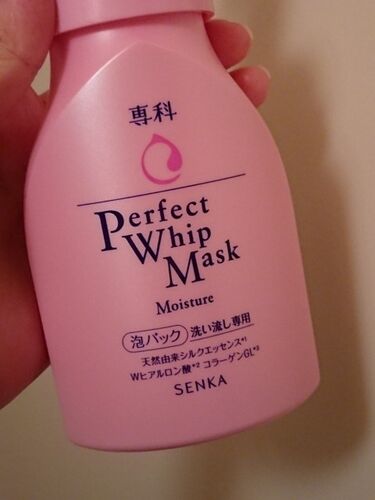 専科
Perfect
Whip
Mask
Moisture
泡パック 洗い流し専用
天然由来シルクエッセンス*1
Wヒアルロン酸*2 コラーゲンGL*3
SENKA